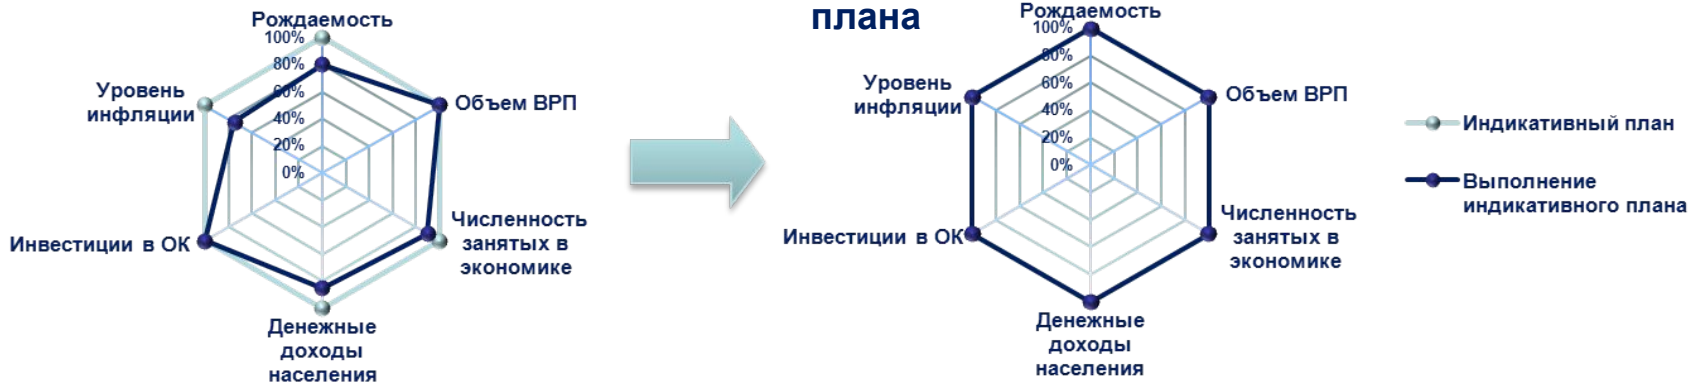 плана
Рождаемость
100%
80%
60%
40%
20%
0%
Объем ВРП
Численность
занятых в
экономике
Денежные
доходы
населения
Инвестиции в ОК
Уровень
инфляции
Рождаемость
100%
80%
60%
40%
20%
0%
Объем ВРП
Численность
занятых в
экономике
Денежные
доходы
населения
Инвестиции в ОК
Уровень
инфляции
Индикативный план
Выполнение
индикативного плана